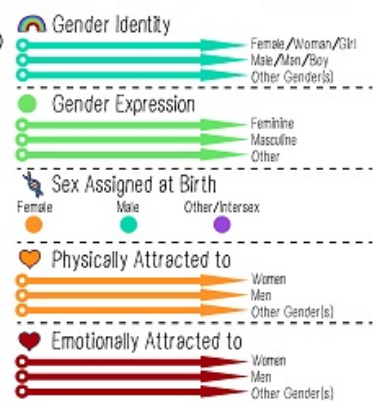 Gender Identity
Female/Woman/Girl
Male/Man/Boy
Other Gender(s)
Gender Expression
Feminine
Masculine
Other
Sex Assigned at Birth
Female Male Other/Intersex
Physically Attracted to
Women
Men
Other Gender(s)
Emotionally Attracted to
Women
Men
Other Gender(s)